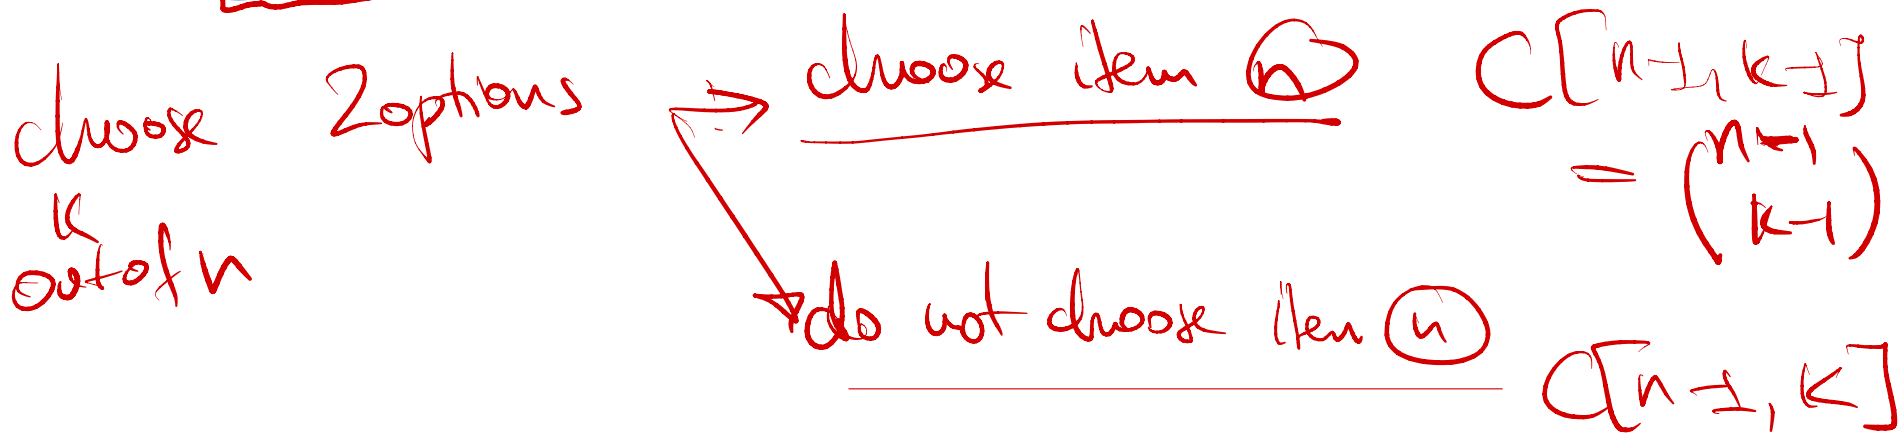 choose
k
out of n
2 options
choose item n
C[n-1, k-1]
= (n-1
k-1)
do not choose item n
C[n-1, k]